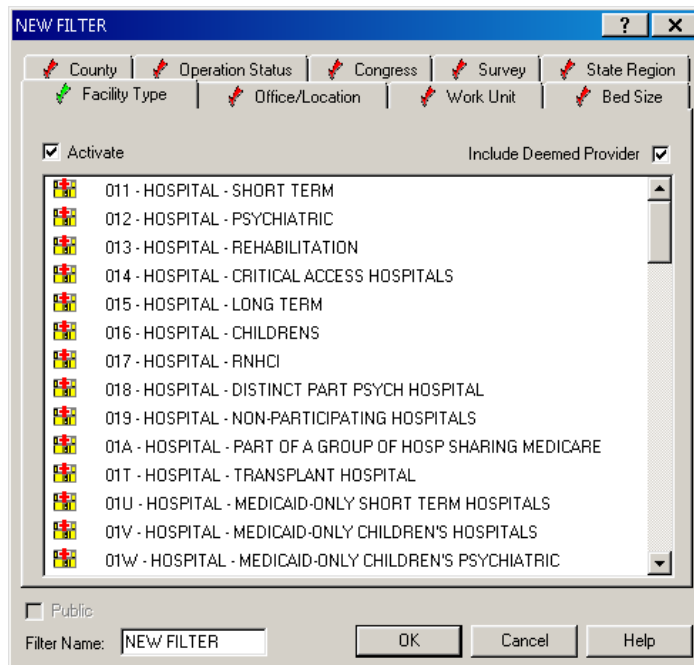 NEW FILTER
County Operation Status Congress Survey State Region
Facility Type Office/Location Work Unit Bed Size
Activate Include Deemed Provider
011 - HOSPITAL - SHORT TERM
012 - HOSPITAL - PSYCHIATRIC
013 - HOSPITAL - REHABILITATION
014 - HOSPITAL - CRITICAL ACCESS HOSPITALS
015 - HOSPITAL - LONG TERM
016 - HOSPITAL - CHILDRENS
017 - HOSPITAL - RNHCI
018 - HOSPITAL - DISTINCT PART PSYCH HOSPITAL
019 - HOSPITAL - NON-PARTICIPATING HOSPITALS
01A - HOSPITAL - PART OF A GROUP OF HOSP SHARING MEDICARE
01T - HOSPITAL - TRANSPLANT HOSPITAL
01U - HOSPITAL - MEDICAID-ONLY SHORT TERM HOSPITALS
01V - HOSPITAL - MEDICAID-ONLY CHILDREN'S HOSPITALS
01W - HOSPITAL - MEDICAID-ONLY CHILDREN'S PSYCHIATRIC
Public
Filter Name: NEW FILTER OK Cancel Help